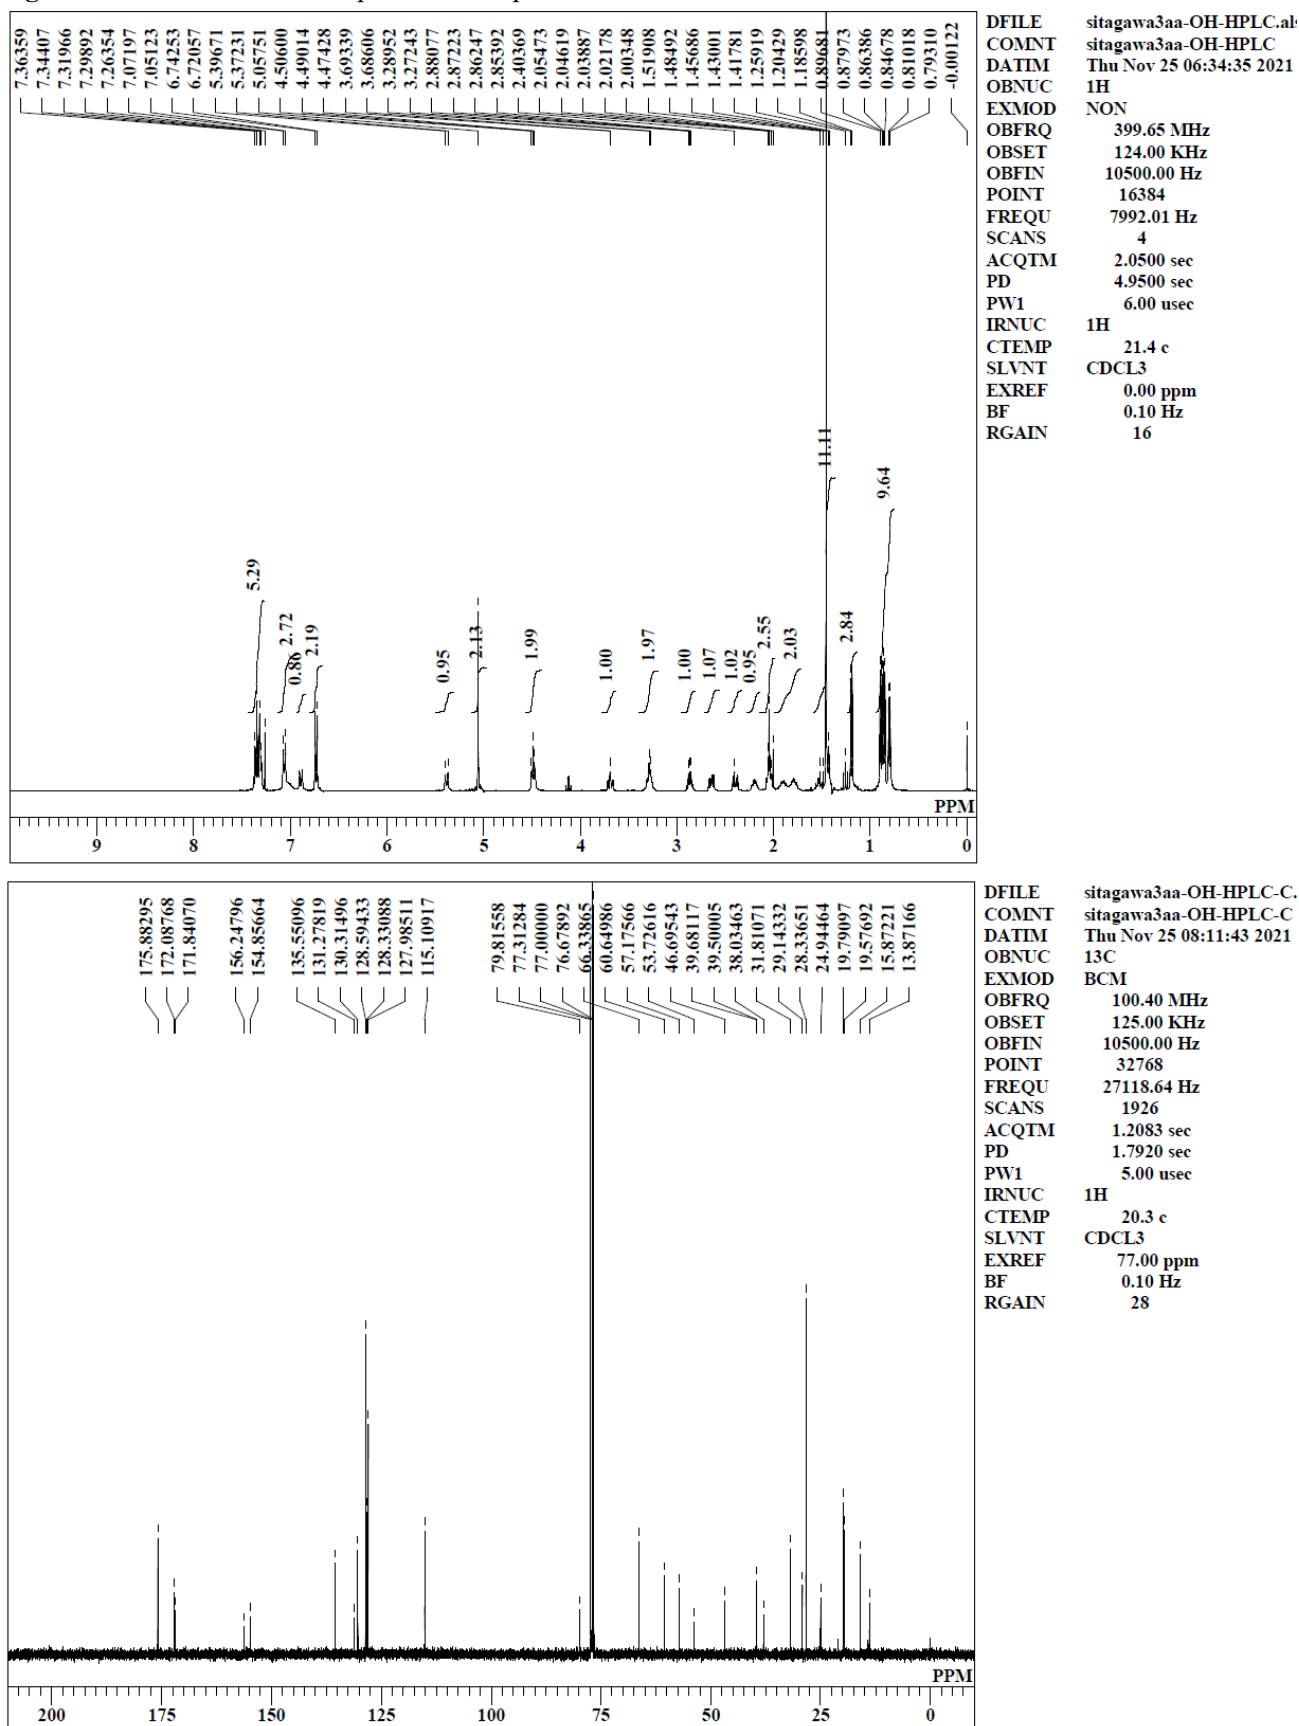 7.36359
7.34407
7.31966
7.29892
7.26354
7.07197
7.05123
6.74253
6.72057
5.39671
5.37231
5.05751
4.50600
4.49014
4.47428
3.69339
3.68606
3.28952
3.27243
2.88077
2.87223
2.86247
2.85392
2.40369
2.05473
2.04619
2.03887
2.02178
2.00348
1.51908
1.48492
1.45686
1.43001
1.41781
1.25919
1.20429
1.18598
0.89681
0.87973
0.86386
0.84678
0.81018
0.79310
-0.00122
5.29
2.72
0.86
2.19
0.95
2.13
1.99
1.00
1.97
1.00
1.07
1.02
0.95
2.55
2.03
11.11
2.84
9.64
PPM
9 8 7 6 5 4 3 2 1 0
DFILE sitagawa3aa-OH-HPLC.als
COMNT sitagawa3aa-OH-HPLC
DATIM Thu Nov 25 06:34:35 2021
OBNUC 1H
EXMOD NON
OBFRQ 399.65 MHz
OBSET 124.00 KHz
OBFIN 10500.00 Hz
POINT 16384
FREQU 7992.01 Hz
SCANS 4
ACQTM 2.0500 sec
PD 4.9500 sec
PW1 6.00 usec
IRNUC 1H
CTEMP 21.4 c
SLVNT CDCL3
EXREF 0.00 ppm
BF 0.10 Hz
RGAIN 16
175.88295
172.08768
171.84070
156.24796
154.85664
135.55096
131.27819
130.31496
128.59433
128.33088
127.98511
115.10917
79.81558
77.31284
77.00000
76.67892
66.33865
60.64986
57.17566
53.72616
46.69543
39.68117
39.50005
38.03463
31.81071
29.14332
28.33651
24.94464
19.79097
19.57692
15.87221
13.87166
PPM
200 175 150 125 100 75 50 25 0
DFILE sitagawa3aa-OH-HPLC-C.
COMNT sitagawa3aa-OH-HPLC-C
DATIM Thu Nov 25 08:11:43 2021
OBNUC 13C
EXMOD BCM
OBFRQ 100.40 MHz
OBSET 125.00 KHz
OBFIN 10500.00 Hz
POINT 32768
FREQU 27118.64 Hz
SCANS 1926
ACQTM 1.2083 sec
PD 1.7920 sec
PW1 5.00 usec
IRNUC 1H
CTEMP 20.3 c
SLVNT CDCL3
EXREF 77.00 ppm
BF 0.10 Hz
RGAIN 28